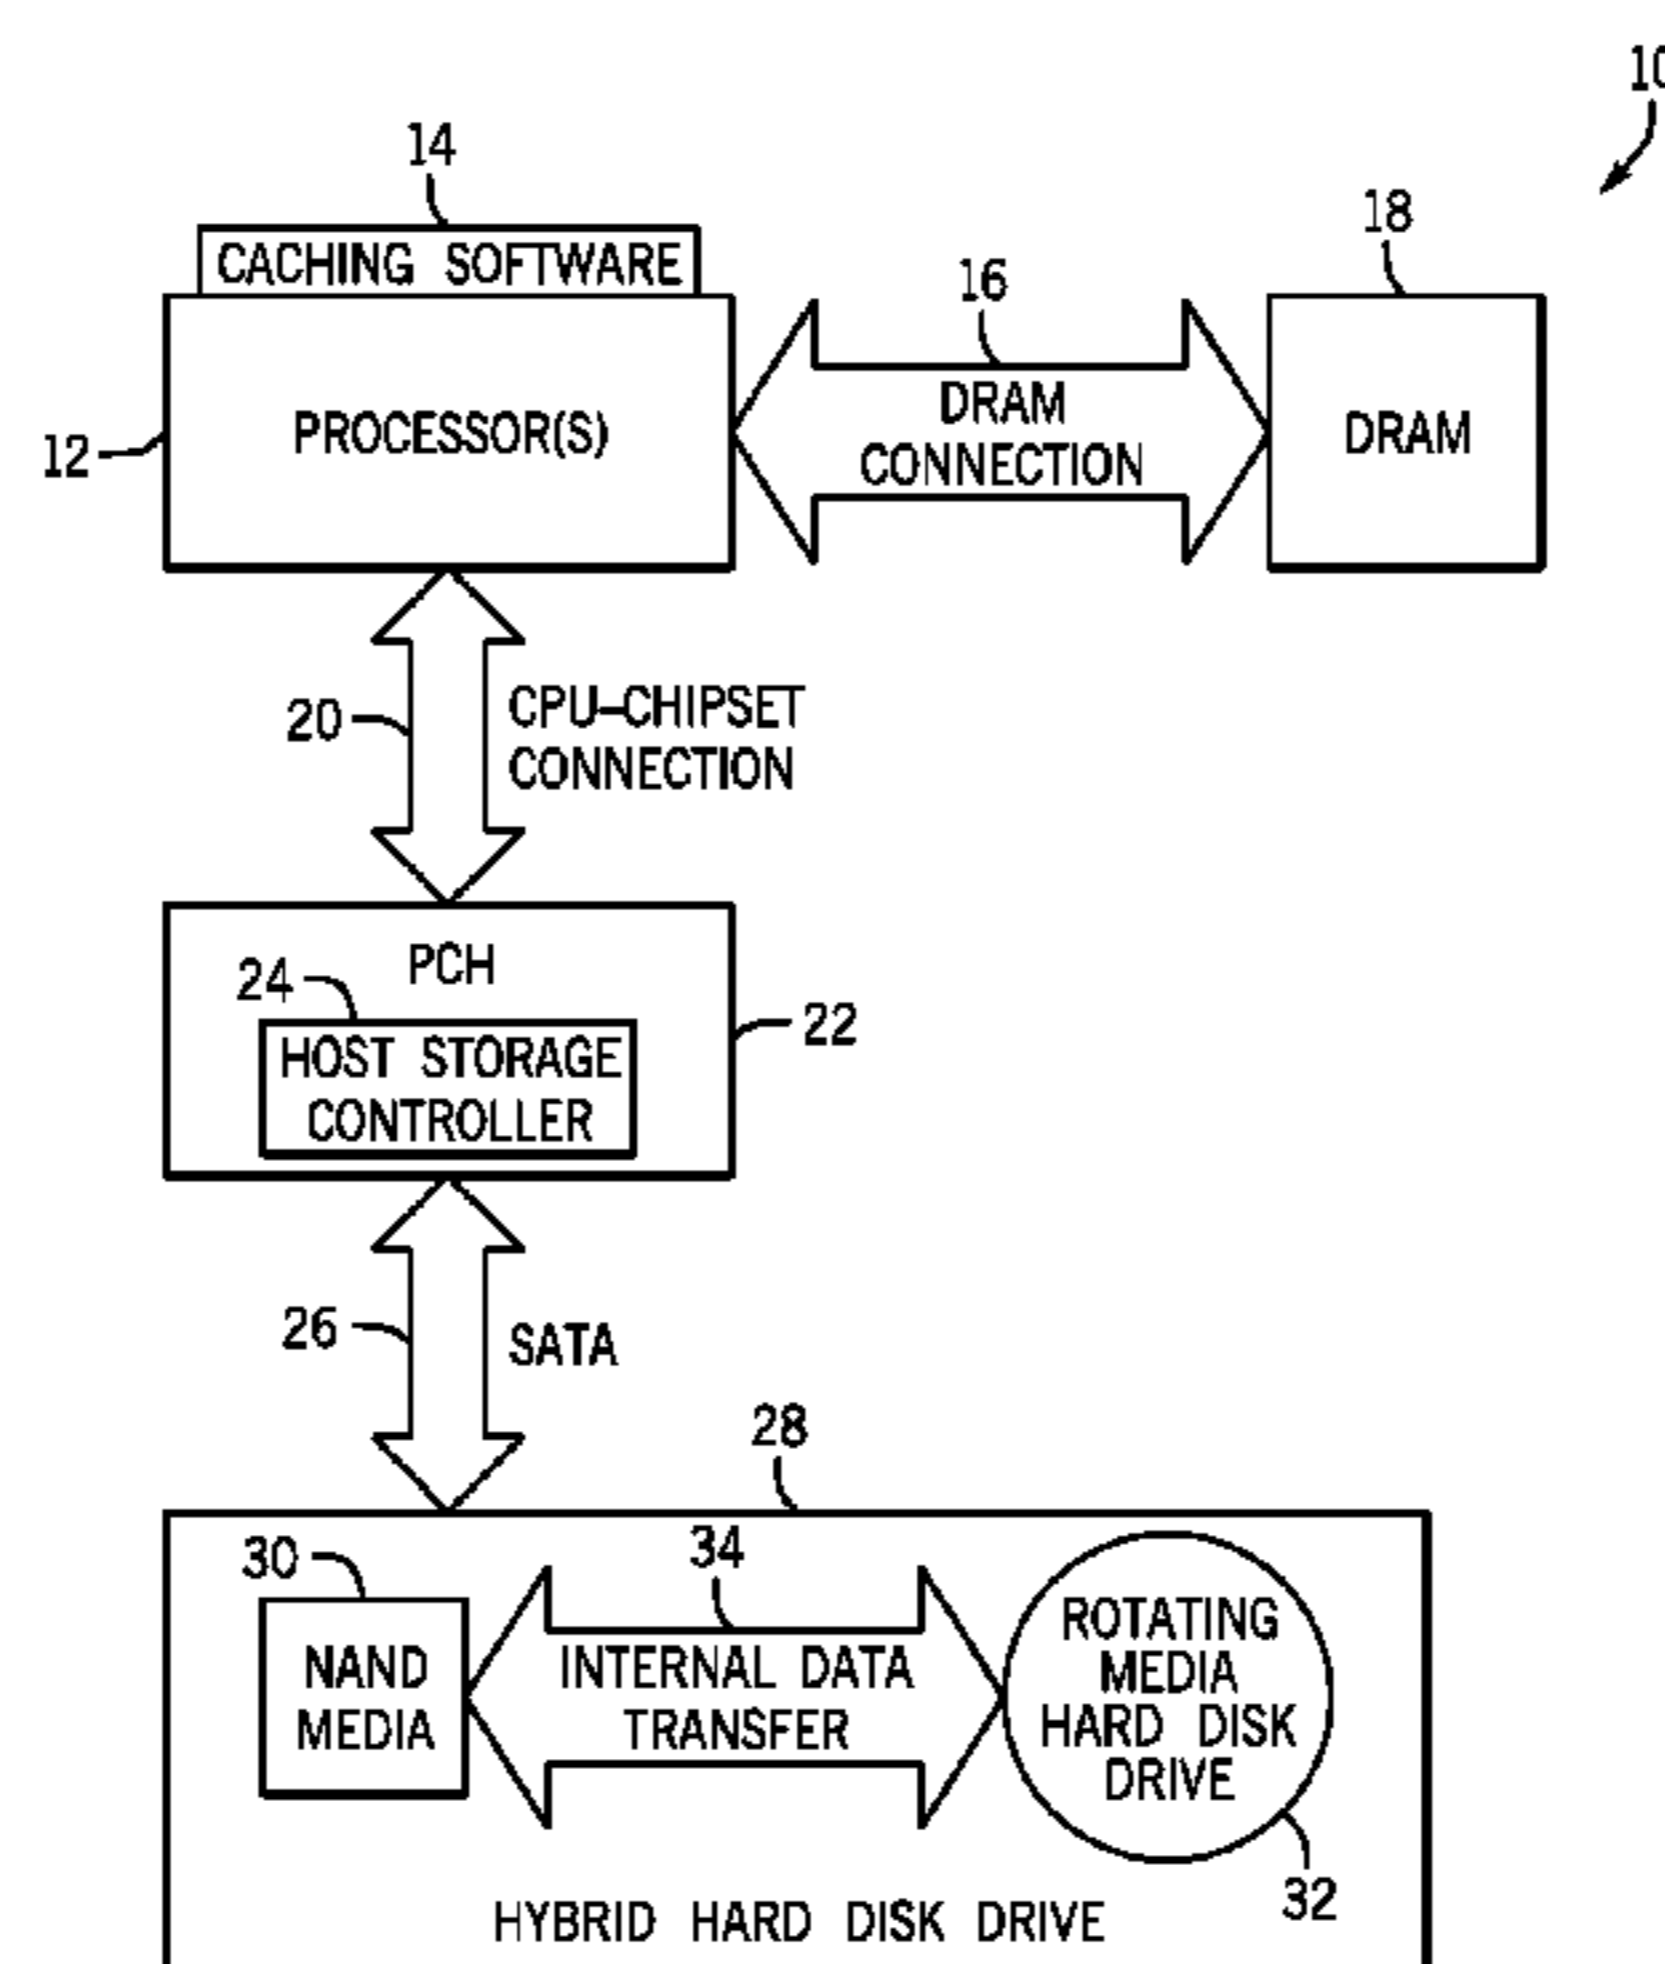 10
14
CACHING SOFTWARE
18
16
PROCESSOR(S)
DRAM
CONNECTION
DRAM
12
20
CPU–CHIPSET
CONNECTION
PCH
24
22
HOST STORAGE
CONTROLLER
26
SATA
28
30
34
NAND
MEDIA
INTERNAL DATA
TRANSFER
ROTATING
MEDIA
HARD DISK
DRIVE
32
HYBRID HARD DISK DRIVE